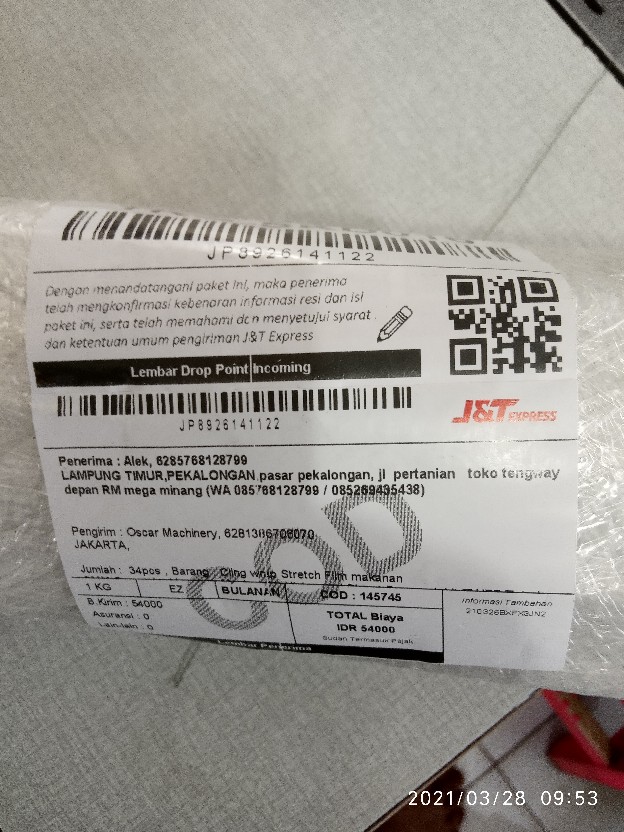 JP8926141122
Dengan menandatangani paket ini, maka penerima
telah mengkonfirmasi kebenaran informasi resi dan isi
paket ini, serta telah memahami dan menyetujui syarat
dan ketentuan umum pengiriman J&T Express
Lembar Drop Point Incoming
JP8926141122
J&T EXPRESS
Penerima : Alek, 6285768128799
LAMPUNG TIMUR,PEKALONGAN,pasar pekalongan, jl pertanian toko tengway
depan RM mega minang (WA 085768128799 / 085269435438)
Pengirim : Oscar Machinery,
JAKARTA,
Jumlah : 34pcs , Barang : Cling wrap Stretch Film makanan
COD
1 KG EZ BULANAN COD : 145745
B.Kirim : 54000
Asuransi : 0
Lain-lain : 0
TOTAL Biaya
IDR 54000
Sudah Termasuk Pajak
Informasi Tambahan
Lembar Penerima
2021/03/28 09:53